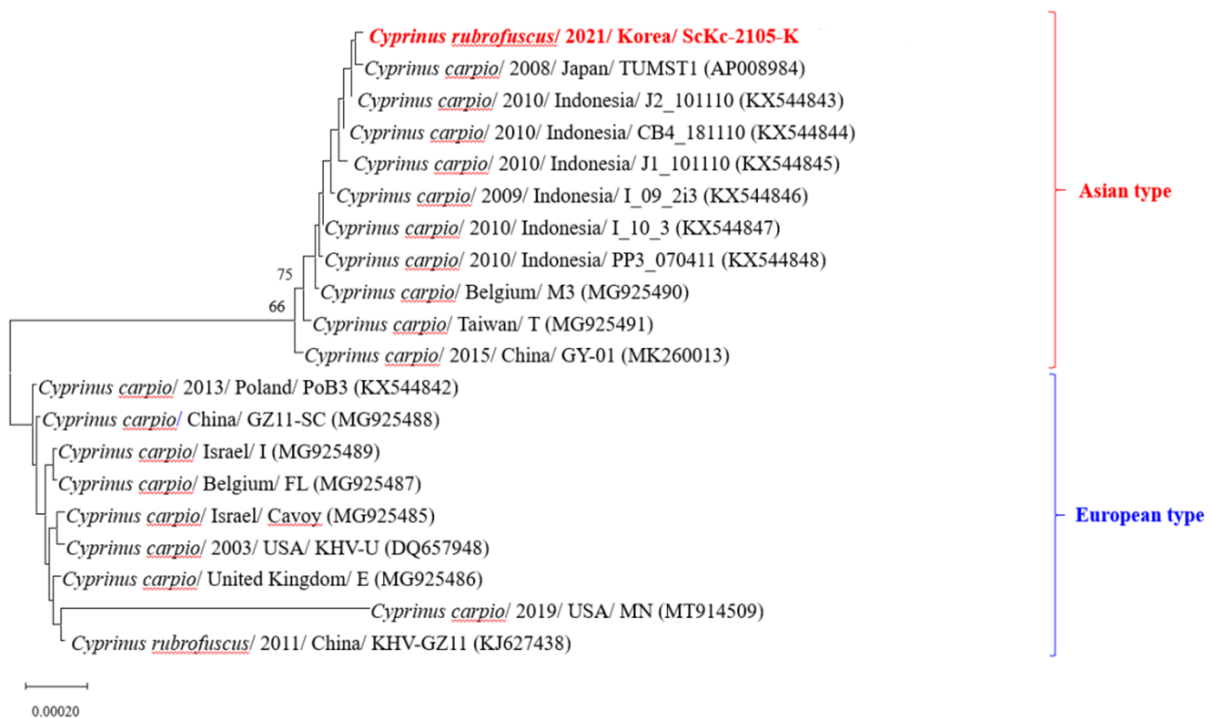 Cyprinus rubrofuscus/ 2021/ Korea/ ScKc-2105-K
Cyprinus carpio/ 2008/ Japan/ TUMST1 (AP008984)
Cyprinus carpio/ 2010/ Indonesia/ J2_101110 (KX544843)
Cyprinus carpio/ 2010/ Indonesia/ CB4_181110 (KX544844)
Cyprinus carpio/ 2010/ Indonesia/ J1_101110 (KX544845)
Asian type
Cyprinus carpio/ 2009/ Indonesia/ I_09_2i3 (KX544846)
Cyprinus carpio/ 2010/ Indonesia/ I_10_3 (KX544847)
Cyprinus carpio/ 2010/ Indonesia/ PP3_070411 (KX544848)
75
Cyprinus carpio/ Belgium/ M3 (MG925490)
66
Cyprinus carpio/ Taiwan/ T (MG925491)
Cyprinus carpio/ 2015/ China/ GY-01 (MK260013)
Cyprinus carpio/ 2013/ Poland/ PoB3 (KX544842)
Cyprinus carpio/ China/ GZ11-SC (MG925488)
Cyprinus carpio/ Israel/ I (MG925489)
Cyprinus carpio/ Belgium/ FL (MG925487)
Cyprinus carpio/ Israel/ Cavoy (MG925485)
European type
Cyprinus carpio/ 2003/ USA/ KHV-U (DQ657948)
Cyprinus carpio/ United Kingdom/ E (MG925486)
Cyprinus carpio/ 2019/ USA/ MN (MT914509)
Cyprinus rubrofuscus/ 2011/ China/ KHV-GZ11 (KJ627438)
0.00020